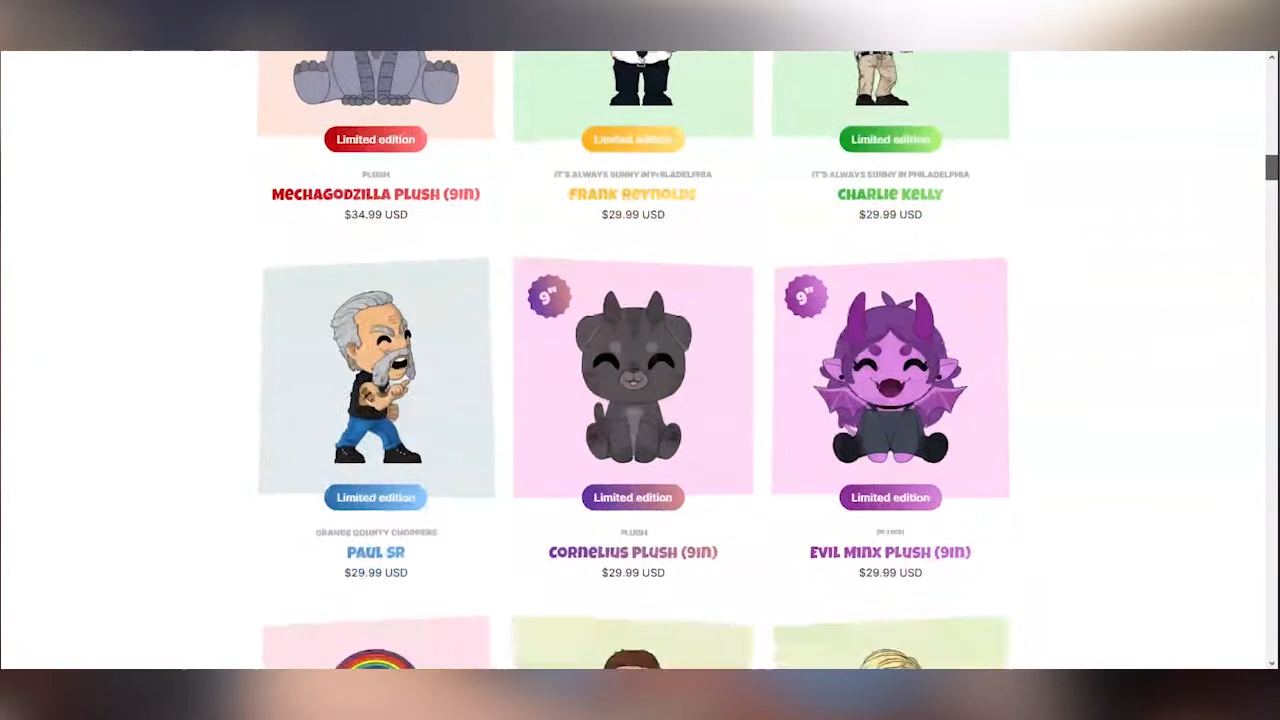 Limited edition
Limited edition
Limited edition
PLUSH
IT'S ALWAYS SUNNY IN PHILADELPHIA
IT'S ALWAYS SUNNY IN PHILADELPHIA
Mechagodzilla Plush (9in)
Frank Reynolds
Charlie Kelly
$34.99 USD
$29.99 USD
$29.99 USD
9"
9"
Limited edition
Limited edition
Limited edition
ORANGE COUNTY CHOPPERS
PLUSH
PLUSH
Paul Sr
Cornelius Plush (9in)
Evil Minx Plush (9in)
$29.99 USD
$29.99 USD
$29.99 USD